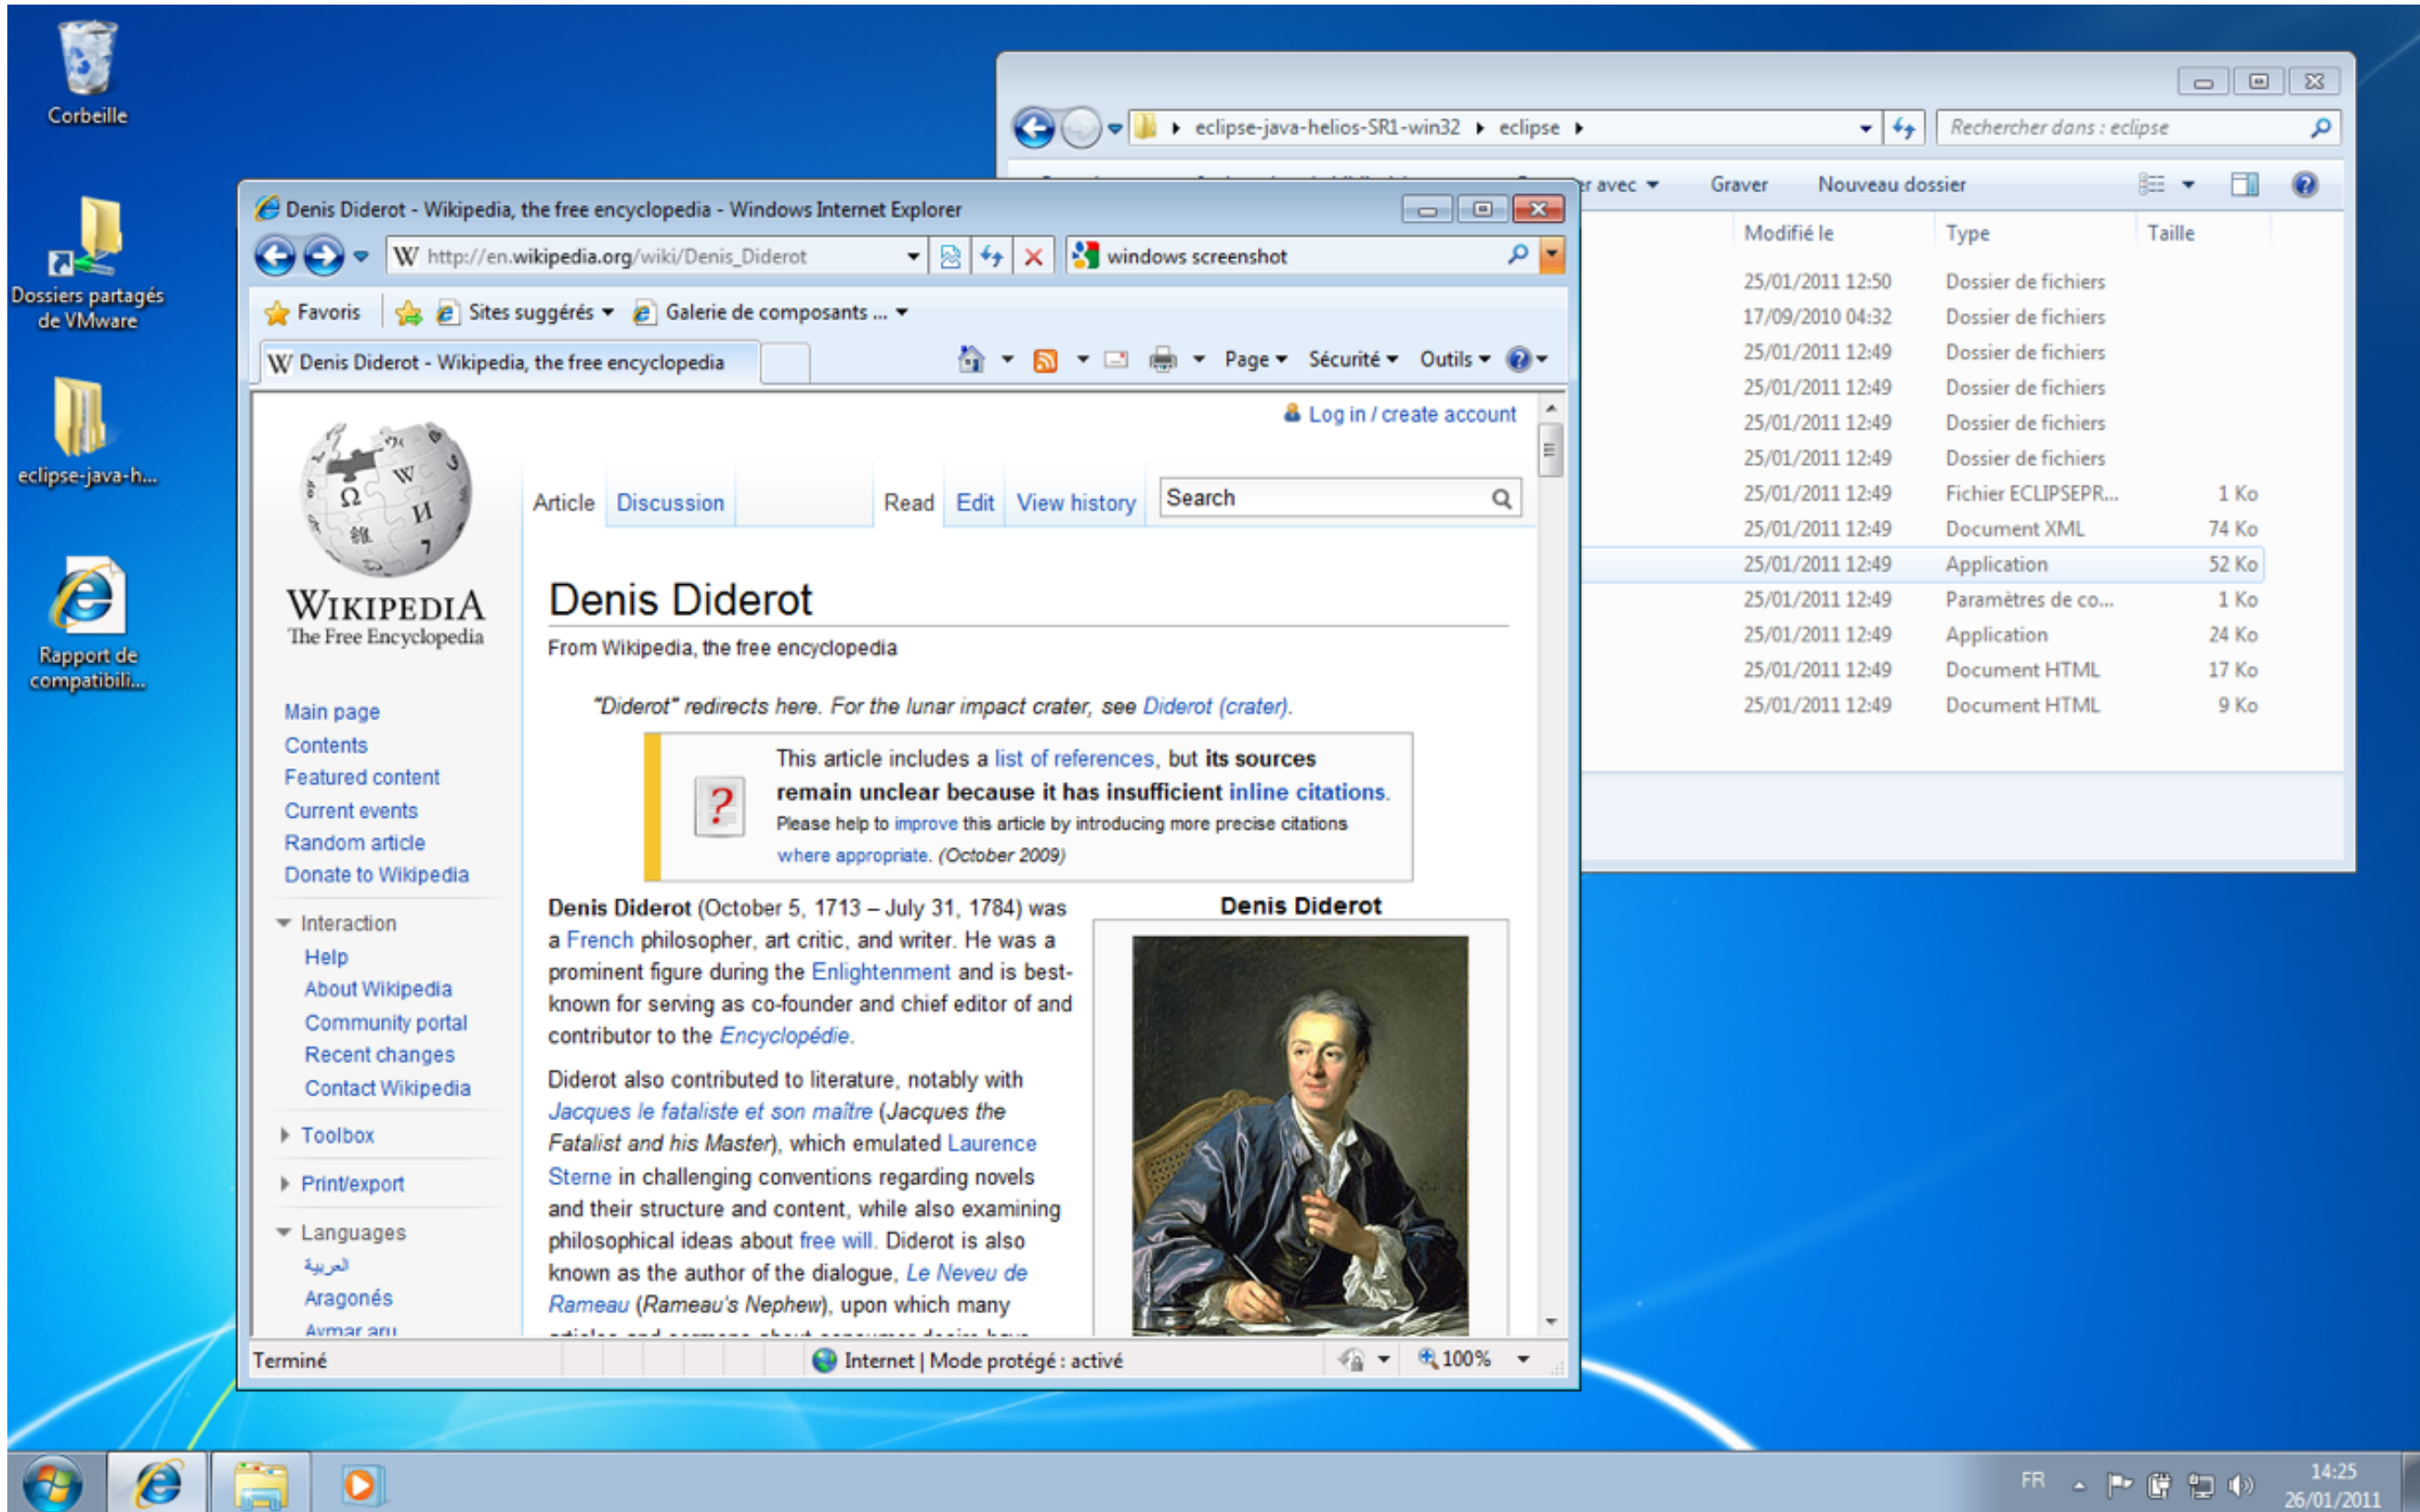 Corbeille
Dossiers partagés
de VMware
eclipse-java-h...
Rapport de
compatibili...
eclipse-java-helios-SR1-win32
eclipse
Rechercher dans : eclipse
avec
Graver
Nouveau dossier
Modifié le
Type
Taille
25/01/2011 12:50 Dossier de fichiers
17/09/2010 04:32 Dossier de fichiers
25/01/2011 12:49 Dossier de fichiers
25/01/2011 12:49 Dossier de fichiers
25/01/2011 12:49 Dossier de fichiers
25/01/2011 12:49 Dossier de fichiers
25/01/2011 12:49 Fichier ECLIPSEPR... 1 Ko
25/01/2011 12:49 Document XML 74 Ko
25/01/2011 12:49 Application 52 Ko
25/01/2011 12:49 Paramètres de co... 1 Ko
25/01/2011 12:49 Application 24 Ko
25/01/2011 12:49 Document HTML 17 Ko
25/01/2011 12:49 Document HTML 9 Ko
Denis Diderot - Wikipedia, the free encyclopedia - Windows Internet Explorer
W http://en.wikipedia.org/wiki/Denis_Diderot
windows screenshot
Favoris
Sites suggérés
Galerie de composants ...
W Denis Diderot - Wikipedia, the free encyclopedia
Page
Sécurité
Outils
Log in / create account
WIKIPEDIA
The Free Encyclopedia
Article
Discussion
Read
Edit
View history
Search
Main page
Contents
Featured content
Current events
Random article
Donate to Wikipedia
Interaction
Help
About Wikipedia
Community portal
Recent changes
Contact Wikipedia
Toolbox
Print/export
Languages
العربية
Aragonés
Aymar aru
Denis Diderot
From Wikipedia, the free encyclopedia
"Diderot" redirects here. For the lunar impact crater, see Diderot (crater).
This article includes a list of references, but its sources
remain unclear because it has insufficient inline citations.
Please help to improve this article by introducing more precise citations
where appropriate. (October 2009)
Denis Diderot (October 5, 1713 – July 31, 1784) was
a French philosopher, art critic, and writer. He was a
prominent figure during the Enlightenment and is best-
known for serving as co-founder and chief editor of and
contributor to the Encyclopédie.
Diderot also contributed to literature, notably with
Jacques le fataliste et son maître (Jacques the
Fatalist and his Master), which emulated Laurence
Sterne in challenging conventions regarding novels
and their structure and content, while also examining
philosophical ideas about free will. Diderot is also
known as the author of the dialogue, Le Neveu de
Rameau (Rameau's Nephew), upon which many
articles and sermons about consumer desire have
Denis Diderot
Terminé
Internet | Mode protégé : activé
100%
FR
14:25
26/01/2011